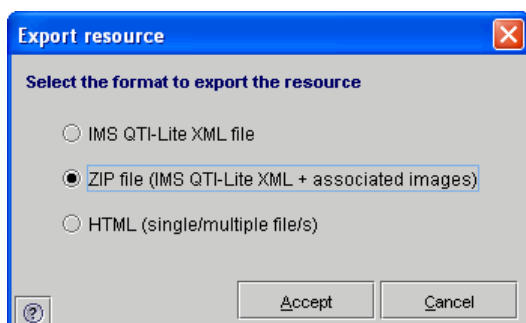 Export resource
Select the format to export the resource
IMS QTI-Lite XML file
ZIP file (IMS QTI-Lite XML + associated images)
HTML (single/multiple file/s)
Accept
Cancel
?